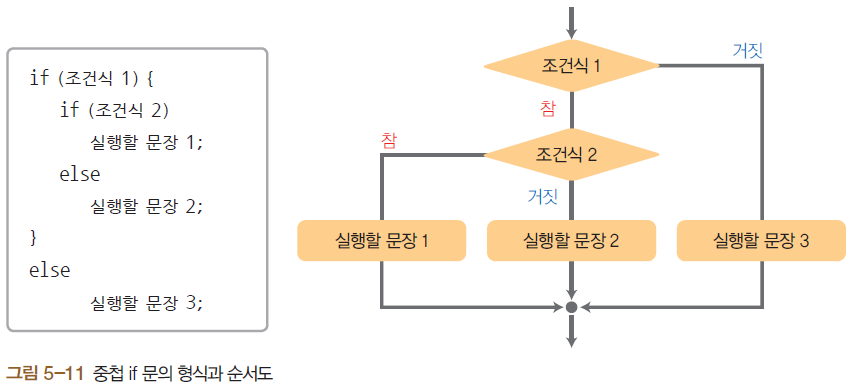 if (조건식 1) {
if (조건식 2)
실행할 문장 1;
else
실행할 문장 2;
}
else
실행할 문장 3;
조건식 1
거짓
참
참
조건식 2
거짓
실행할 문장 1
실행할 문장 2
실행할 문장 3
그림 5-11 중첩 if 문의 형식과 순서도